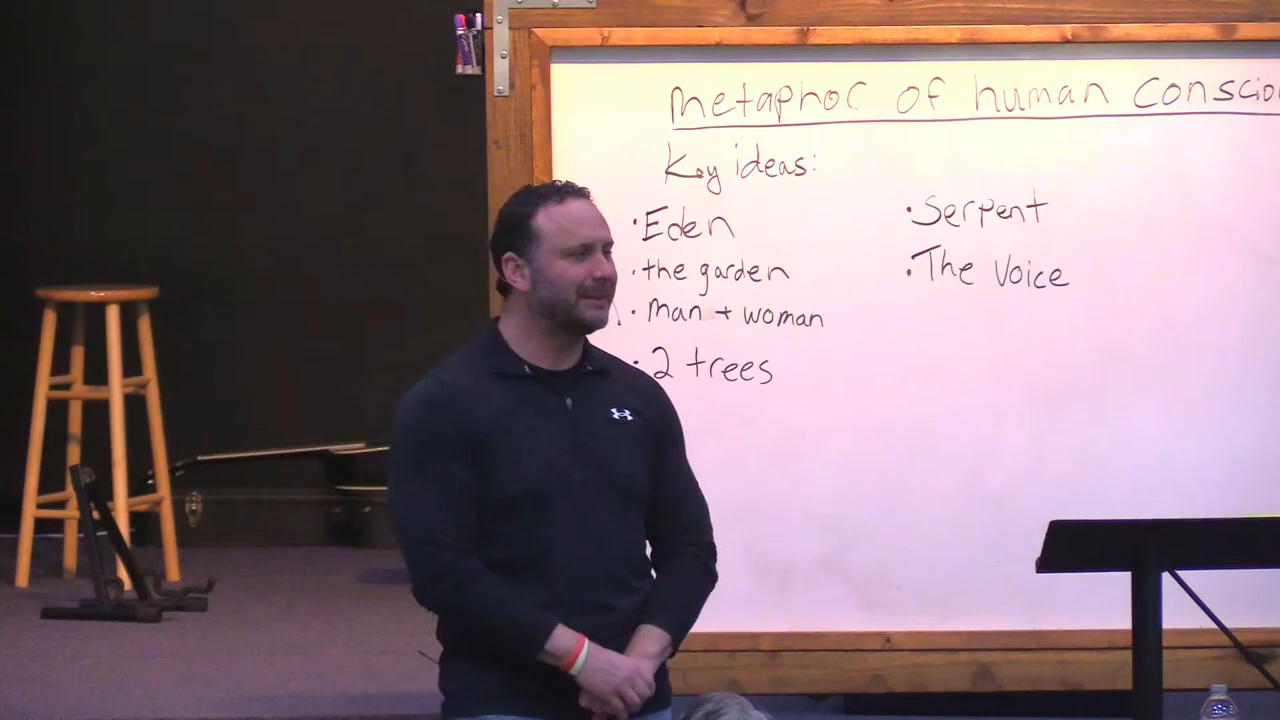 metaphor of human conscio
Key ideas:
• Eden
• the garden
• man + woman
• 2 trees
• Serpent
• The Voice